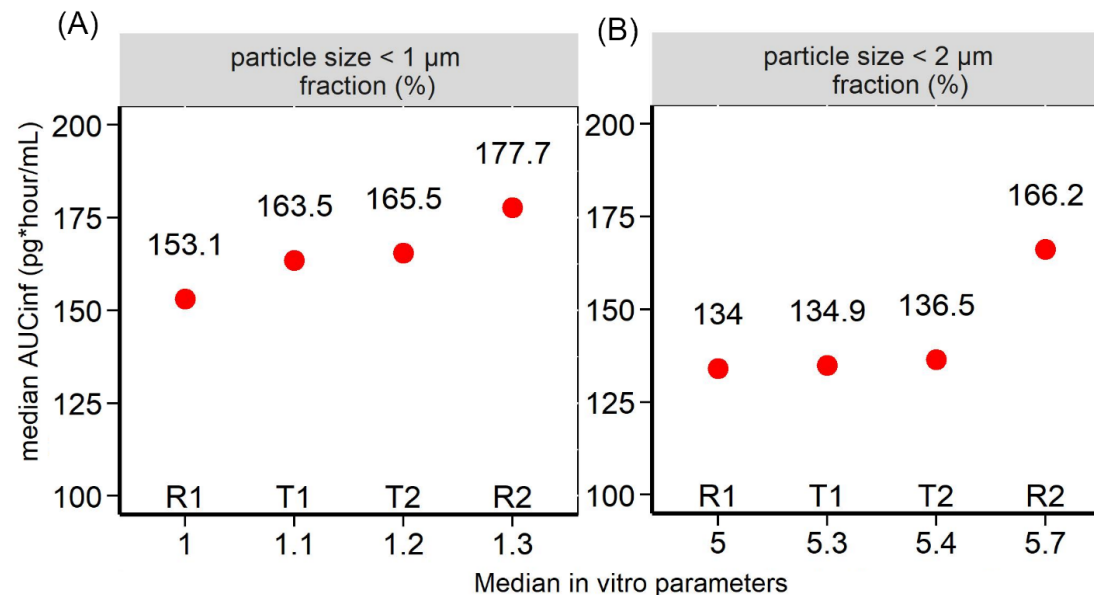 (A)
particle size < 1 µm
fraction (%)
median AUCinf (pg*hour/mL)
200
175
150
125
100
153.1
163.5
165.5
177.7
R1 T1 T2 R2
1 1.1 1.2 1.3
(B)
particle size < 2 µm
fraction (%)
200
175
150
125
100
134
134.9
136.5
166.2
R1 T1 T2 R2
5 5.3 5.4 5.7
Median in vitro parameters